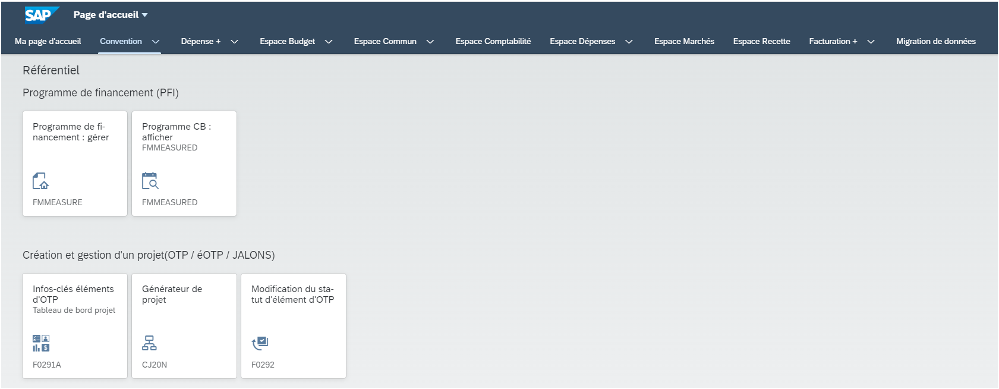 SAP Page d'accueil
Ma page d'accueil Convention Dépense + Espace Budget Espace Commun Espace Comptabilité Espace Dépenses Espace Marchés Espace Recette Facturation + Migration de données
Référentiel
Programme de financement (PFI)
Programme de fi-
nancement : gérer
FMMEASURE
Programme CB :
afficher
FMMEASURED
FMMEASURED
Création et gestion d'un projet(OTP / éOTP / JALONS)
Infos-clés éléments
d'OTP
Tableau de bord projet
F0291A
Générateur de
projet
CJ20N
Modification du sta-
tut d'élément d'OTP
F0292